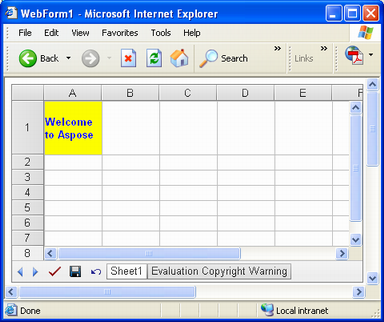 WebForm1 - Microsoft Internet Explorer
File Edit View Favorites Tools Help
Back Search » Links »
A B C D E F
1 Welcome
to Aspose
2
3
4
5
6
7
8
Sheet1 Evaluation Copyright Warning
Done Local intranet